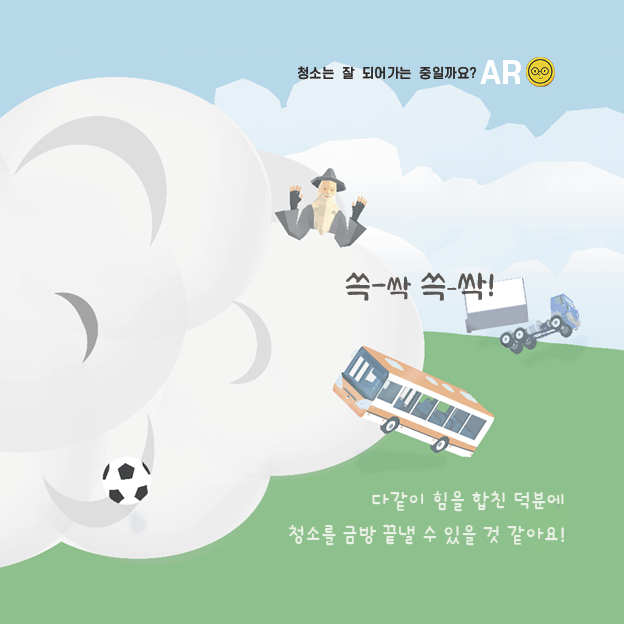 청소는 잘 되어가는 중일까요? AR
쓱-싹 쓱-싹!
다같이 힘을 합친 덕분에
청소를 금방 끝낼 수 있을 것 같아요!